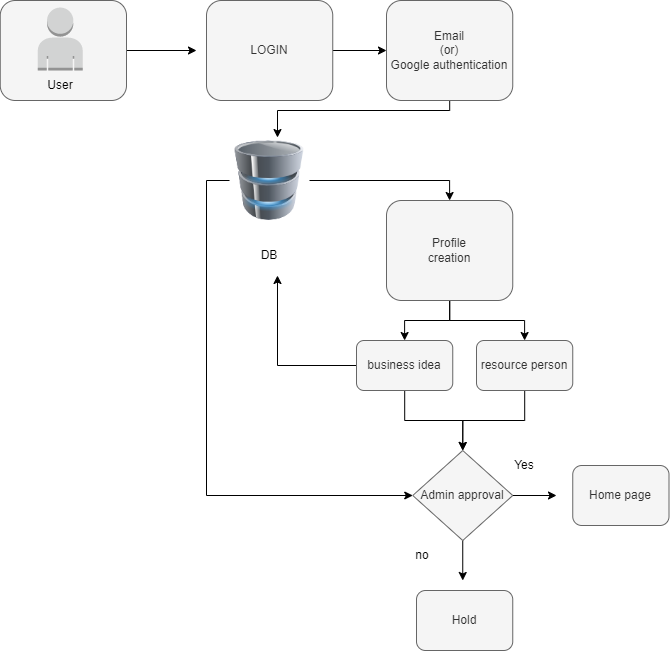 User
LOGIN
Email
(or)
Google authentication
DB
Profile
creation
business idea
resource person
Admin approval
Yes
Home page
no
Hold